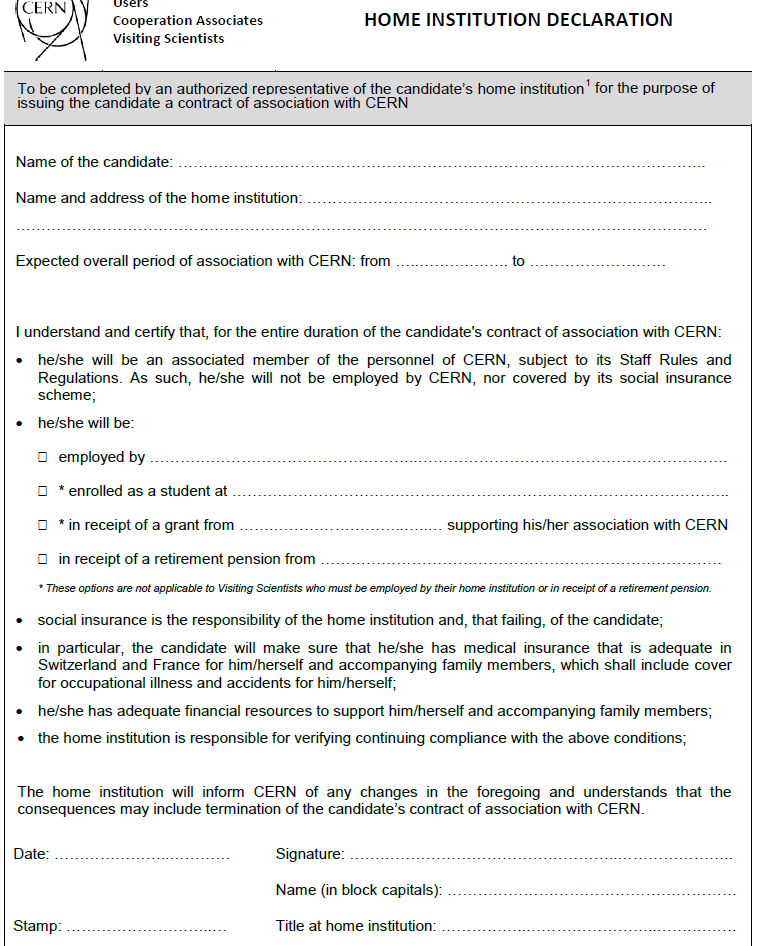 CERN
Users
Cooperation Associates
Visiting Scientists
HOME INSTITUTION DECLARATION
To be completed by an authorized representative of the candidate's home institution1 for the purpose of
issuing the candidate a contract of association with CERN
Name of the candidate: ……………………………………………………………………………………………..
Name and address of the home institution: ……………………………………………………………………..
……………………………………………………………………………………………………………………
Expected overall period of association with CERN: from …..……………… to ………………………
I understand and certify that, for the entire duration of the candidate's contract of association with CERN:
• he/she will be an associated member of the personnel of CERN, subject to its Staff Rules and
Regulations. As such, he/she will not be employed by CERN, nor covered by its social insurance
scheme;
• he/she will be:
☐ employed by ……………………………………………..……………………………………………………..
☐ * enrolled as a student at ……………………………………………………………………………………..
☐ * in receipt of a grant from …………………………..……… supporting his/her association with CERN
☐ in receipt of a retirement pension from …………………………………………………………………….
* These options are not applicable to Visiting Scientists who must be employed by their home institution or in receipt of a retirement pension.
• social insurance is the responsibility of the home institution and, that failing, of the candidate;
• in particular, the candidate will make sure that he/she has medical insurance that is adequate in
Switzerland and France for him/herself and accompanying family members, which shall include cover
for occupational illness and accidents for him/herself;
• he/she has adequate financial resources to support him/herself and accompanying family members;
• the home institution is responsible for verifying continuing compliance with the above conditions;
The home institution will inform CERN of any changes in the foregoing and understands that the
consequences may include termination of the candidate's contract of association with CERN.
Date: …………………..…………
Signature: ……………………………………………..…………………..
Name (in block capitals): …………………………………………………
Stamp: ………………………..….
Title at home institution: ……………..……………………..……………